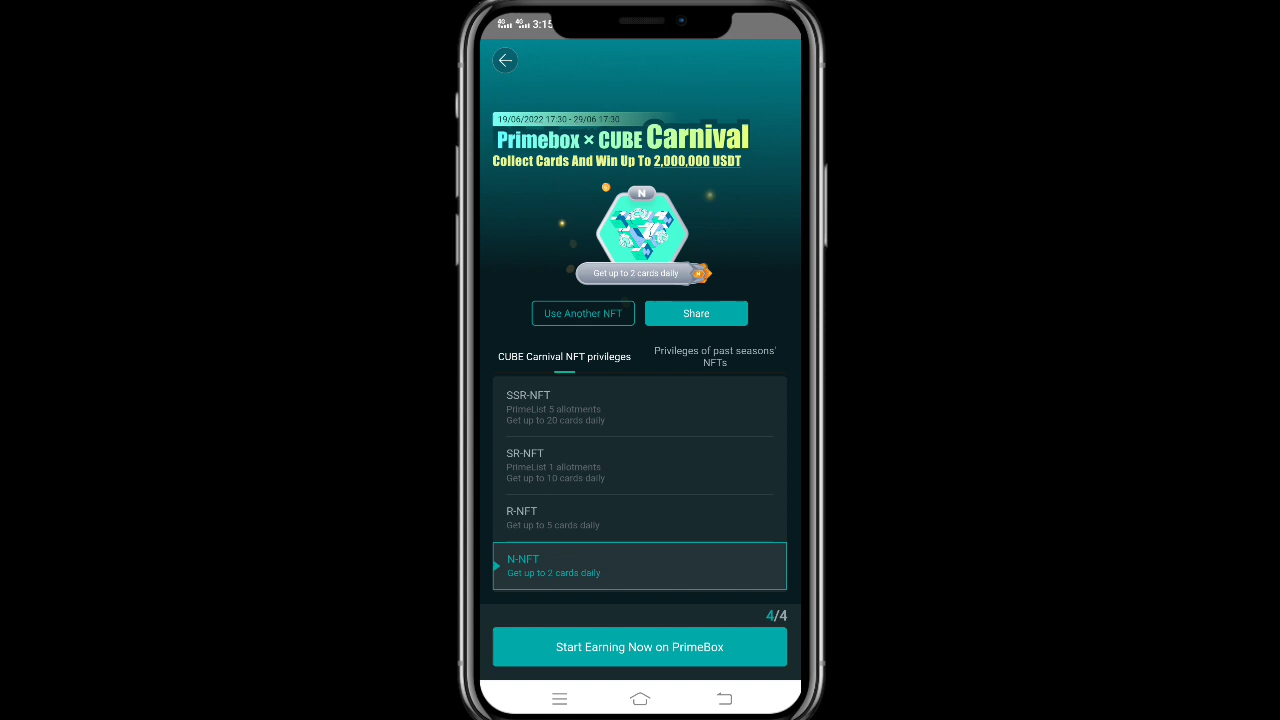 4G 4G 3:15
19/06/2022 17:30 - 29/06 17:30
Primebox × CUBE Carnival
Collect Cards And Win Up To 2,000,000 USDT
N
Get up to 2 cards daily
N
Use Another NFT
Share
CUBE Carnival NFT privileges
Privileges of past seasons'
NFTs
SSR-NFT
PrimeList 5 allotments
Get up to 20 cards daily
SR-NFT
PrimeList 1 allotments
Get up to 10 cards daily
R-NFT
Get up to 5 cards daily
N-NFT
Get up to 2 cards daily
4/4
Start Earning Now on PrimeBox